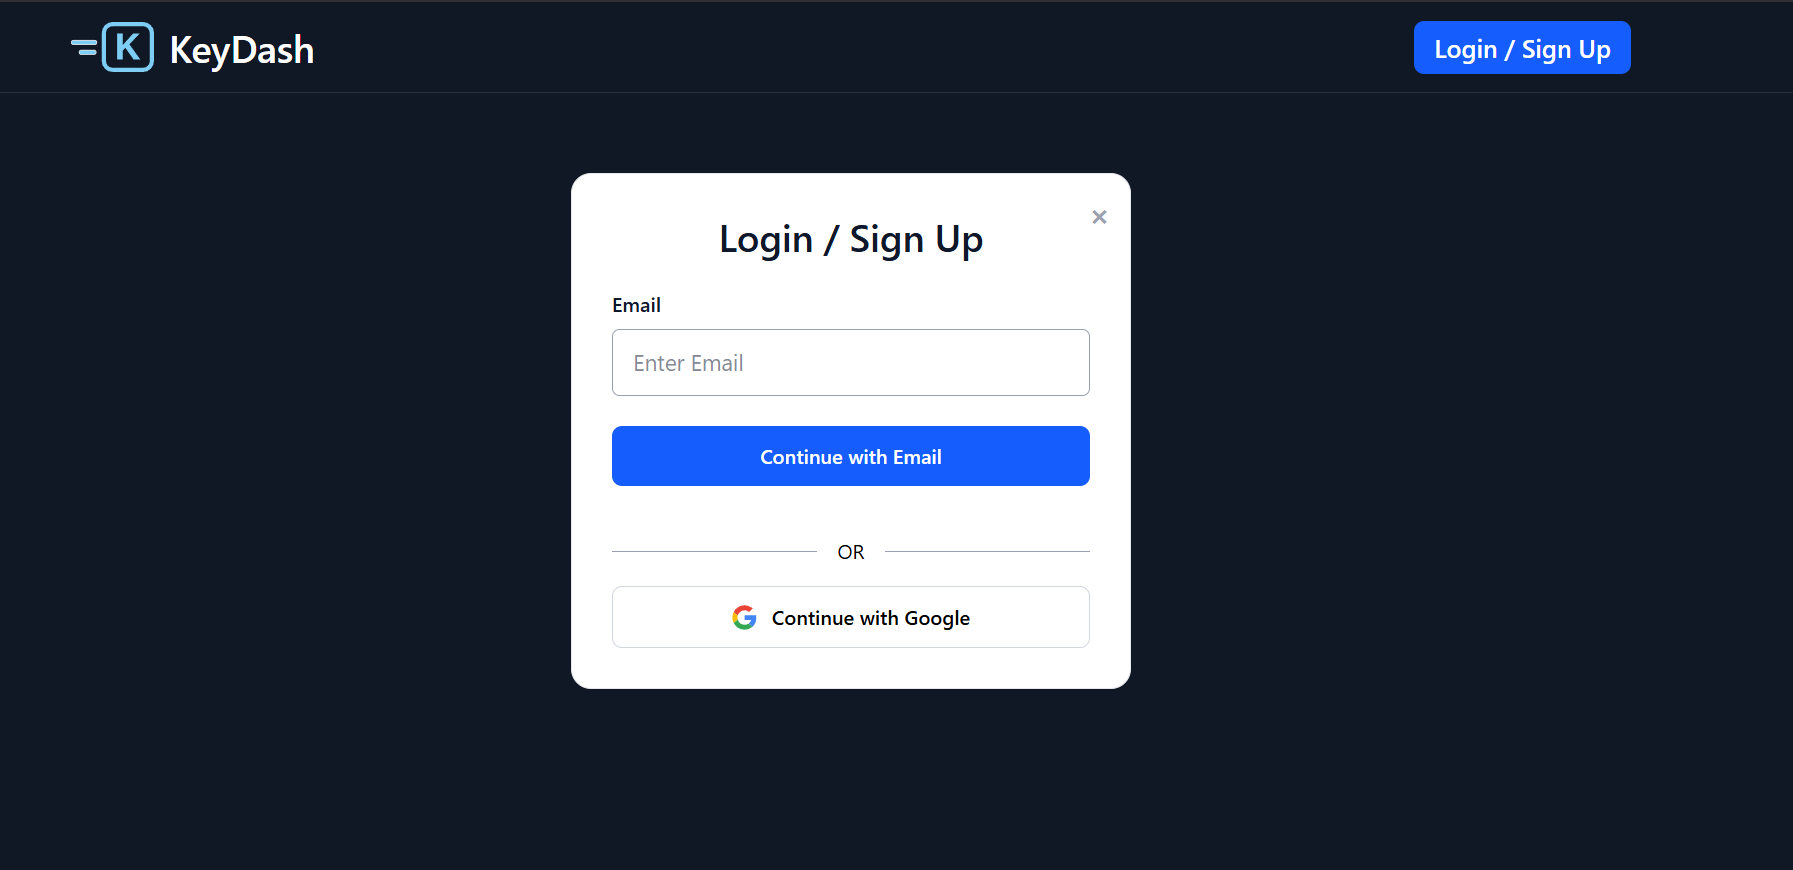 K KeyDash
Login / Sign Up
×
Login / Sign Up
Email
Enter Email
Continue with Email
OR
Continue with Google